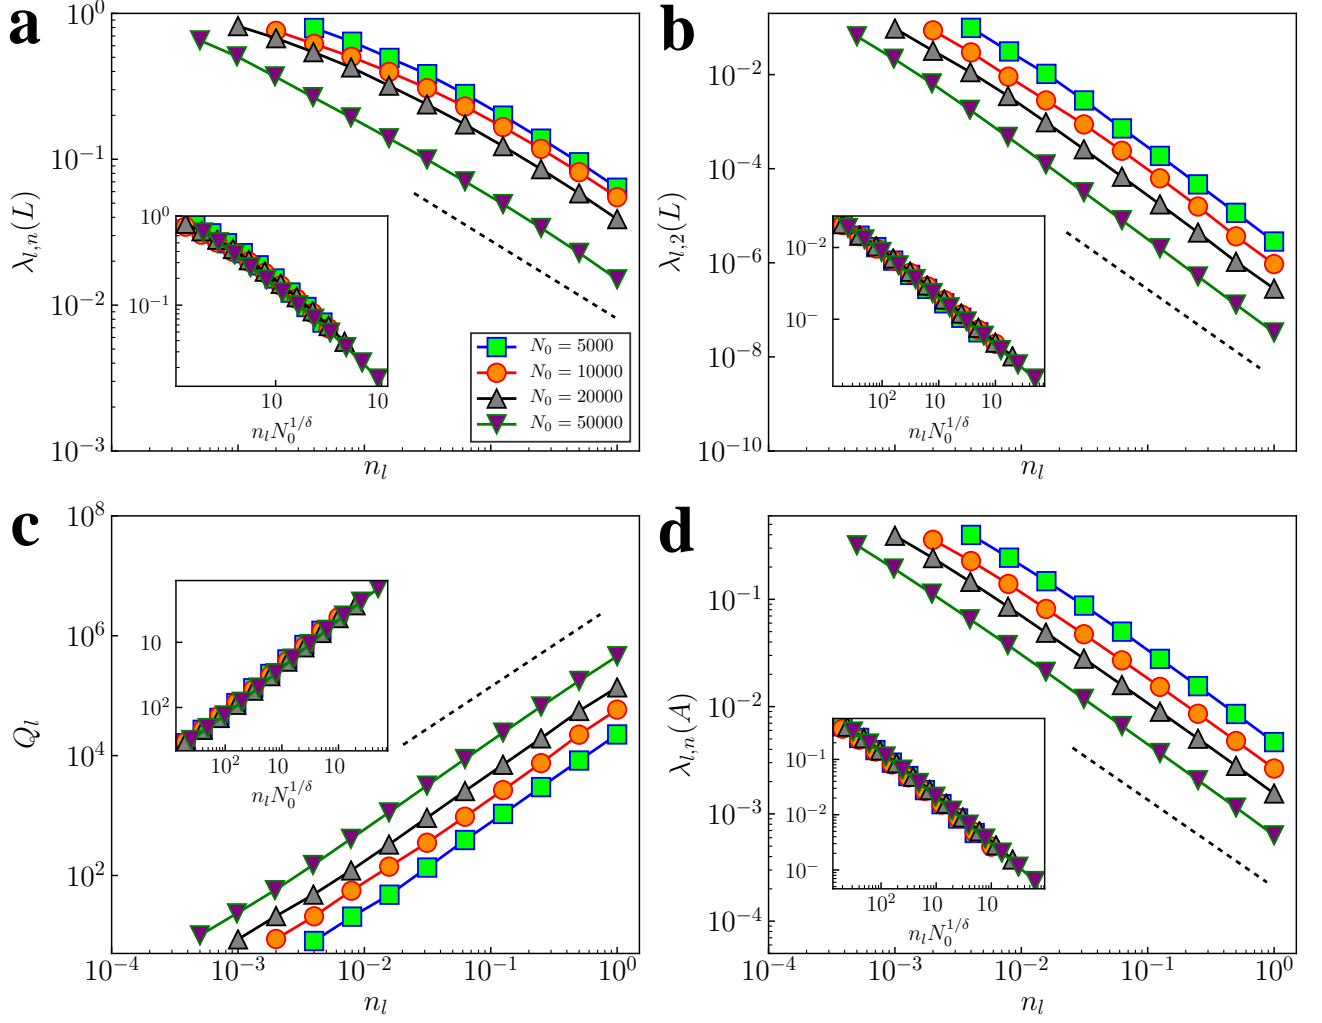 a
10^0
10^{-1}
10^{-2}
10^{-3}
λ_{l,n}(L)
n_l
10^0
10^{-1}
10
10
n_l N_0^{1/δ}
N_0 = 5000
N_0 = 10000
N_0 = 20000
N_0 = 50000
b
10^{-2}
10^{-4}
10^{-6}
10^{-8}
10^{-10}
λ_{l,2}(L)
n_l
10^{-2}
10^-
10^2
10
10
n_l N_0^{1/δ}
c
10^8
10^6
10^4
10^2
Q_l
10^{-4}
10^{-3}
10^{-2}
10^{-1}
10^0
n_l
10
10^2
10^2
10
10
n_l N_0^{1/δ}
d
10^{-1}
10^{-2}
10^{-3}
10^{-4}
λ_{l,n}(A)
10^{-4}
10^{-3}
10^{-2}
10^{-1}
10^0
n_l
10^{-1}
10^{-2}
10^-
10^2
10
10
n_l N_0^{1/δ}